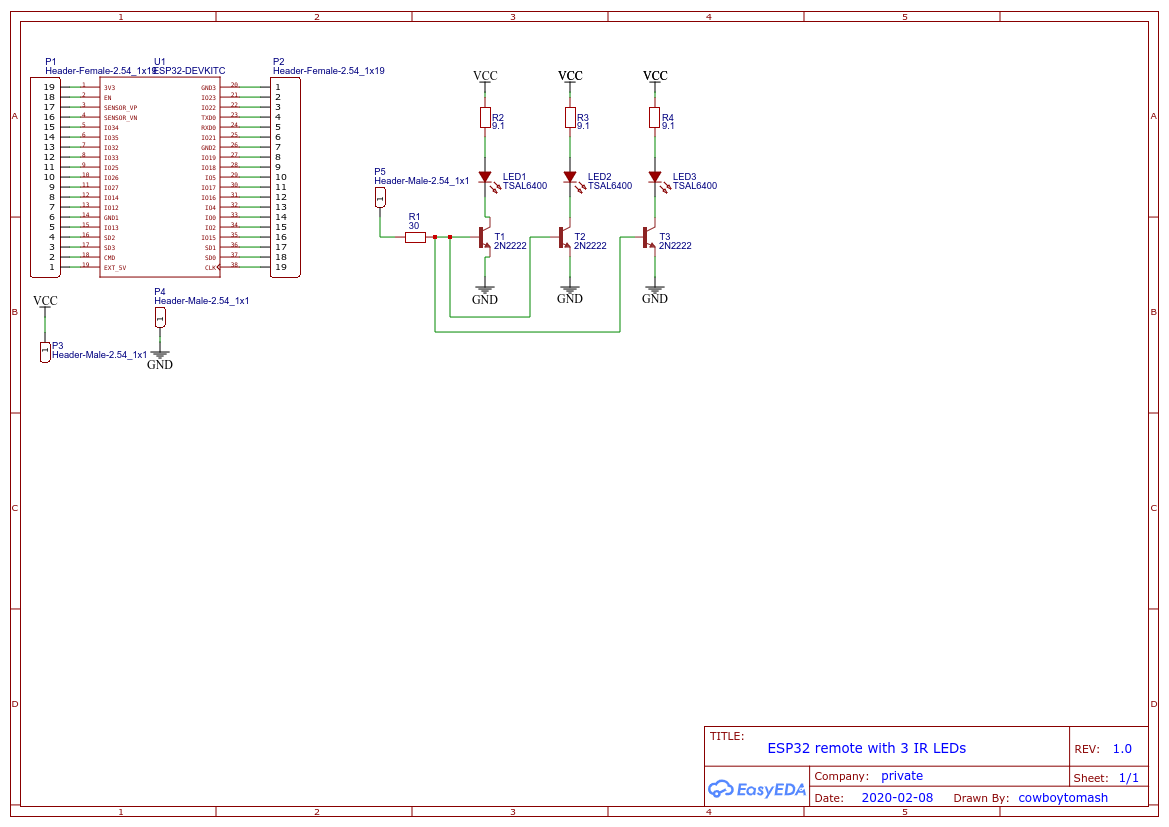 1 2 3 4 5
A A
B B
C C
D D
P1
Header-Female-2.54_1x19
U1
ESP32-DEVKITC
P2
Header-Female-2.54_1x19
19 1 3V3 GND3 20 1
18 2 EN IO23 21 2
17 3 SENSOR_VP IO22 22 3
16 4 SENSOR_VN TXD0 23 4
15 5 IO34 RXD0 24 5
14 6 IO35 IO21 25 6
13 7 IO32 GND2 26 7
12 8 IO33 IO19 27 8
11 9 IO25 IO18 28 9
10 10 IO26 IO5 29 10
9 11 IO27 IO17 30 11
8 12 IO14 IO16 31 12
7 13 IO12 IO4 32 13
6 14 GND1 IO0 33 14
5 15 IO13 IO2 34 15
4 16 SD2 IO15 35 16
3 17 SD3 SD1 36 17
2 18 CMD SD0 37 18
1 19 EXT_5V CLK 38 19
VCC
1
P3
Header-Male-2.54_1x1
P4
Header-Male-2.54_1x1
1
GND
P5
Header-Male-2.54_1x1
1
R1
30
VCC VCC VCC
R2
9.1
R3
9.1
R4
9.1
LED1
TSAL6400
LED2
TSAL6400
LED3
TSAL6400
T1
2N2222
T2
2N2222
T3
2N2222
GND GND GND
TITLE:
ESP32 remote with 3 IR LEDs
REV: 1.0
EasyEDA
Company: private
Sheet: 1/1
Date: 2020-02-08 Drawn By: cowboytomash
1 2 3 4 5